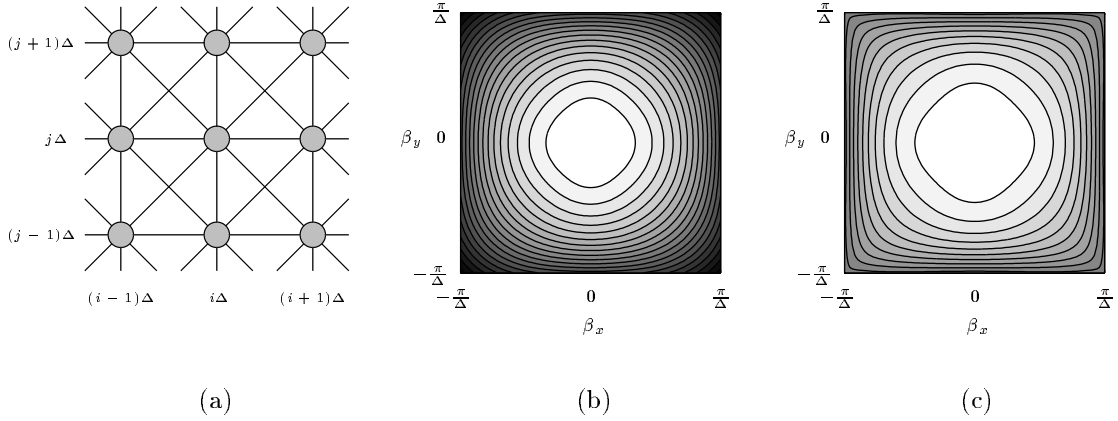 (j + 1)Δ
jΔ
(j − 1)Δ
(i − 1)Δ iΔ (i + 1)Δ
(a)
π/Δ
β_y 0
−π/Δ
−π/Δ 0 π/Δ
β_x
(b)
π/Δ
β_y 0
−π/Δ
−π/Δ 0 π/Δ
β_x
(c)